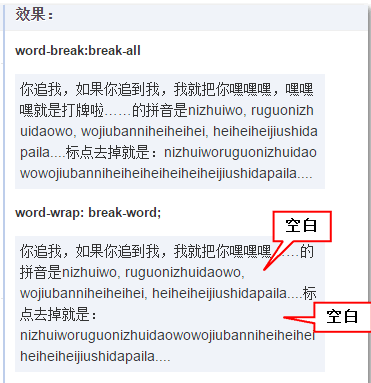 效果：
word-break:break-all
你追我，如果你追到我，我就把你嘿嘿嘿，嘿嘿
嘿就是打牌啦……的拼音是nizhuiwo, ruguonizh
uidaowo, wojiubanniheiheihei, heiheiheijiushida
paila....标点去掉就是：nizhuiworuguonizhuidao
wowojiubanniheiheiheiheiheiheijiushidapaila....
word-wrap: break-word;
空白
你追我，如果你追到我，我就把你嘿嘿嘿……的
拼音是nizhuiwo, ruguonizhuidaowo,
wojiubanniheiheihei, heiheiheijiushidapaila....标
点去掉就是：
空白
nizhuiworuguonizhuidaowowojiubanniheiheihei
heiheiheijiushidapaila....